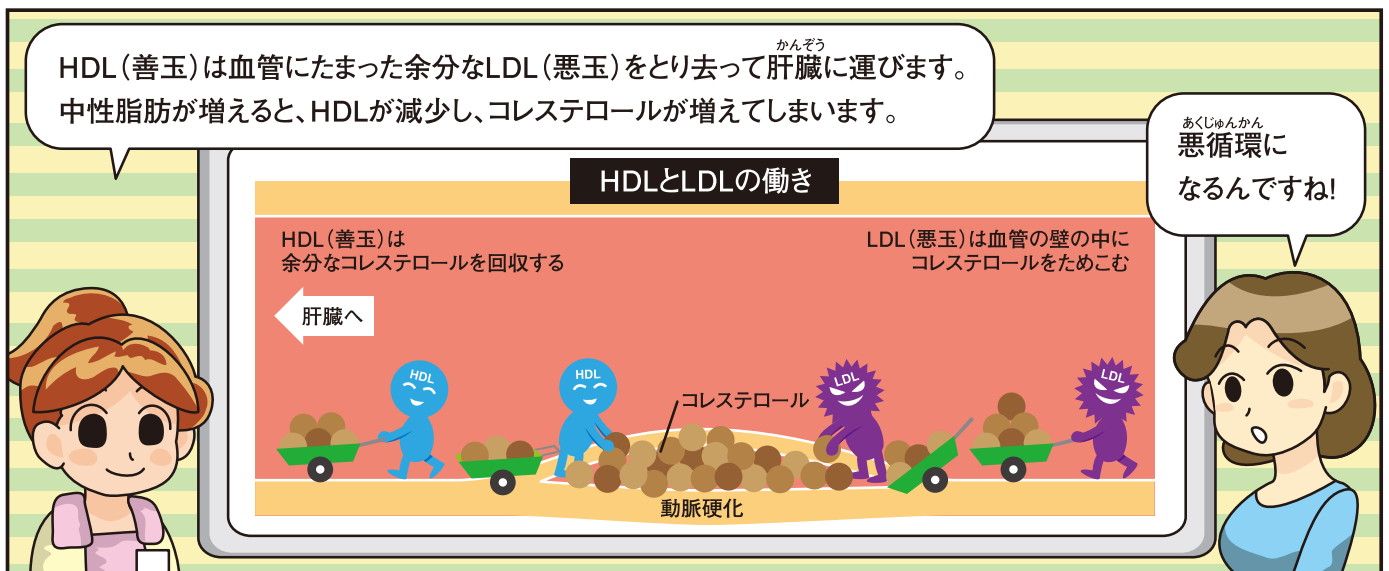 かんぞう
HDL（善玉）は血管にたまった余分なLDL（悪玉）をとり去って肝臓に運びます。
中性脂肪が増えると、HDLが減少し、コレステロールが増えてしまいます。
あくじゅんかん
悪循環に
なるんですね!
HDLとLDLの働き
HDL（善玉）は
余分なコレステロールを回収する
LDL（悪玉）は血管の壁の中に
コレステロールをためこむ
肝臓へ
HDL
HDL
コレステロール
LDL
LDL
動脈硬化